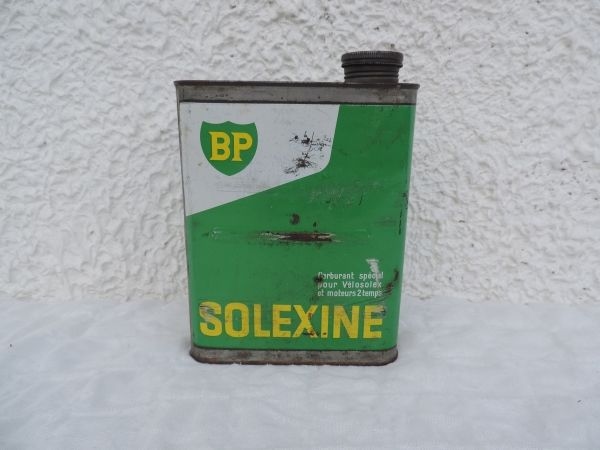 BP
Carburant spécial
pour Vélosolex
et moteurs 2 temps
SOLEXINE